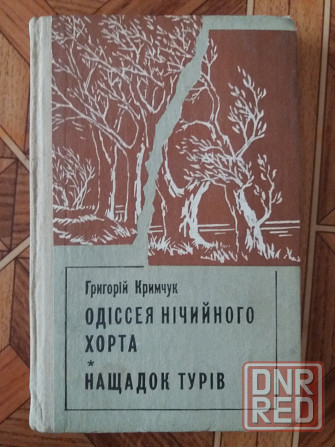 Григорій Кримчук
ОДІССЕЯ НІЧИЙНОГО
ХОРТА
*
НАЩАДОК ТУРІВ
DNR
RED